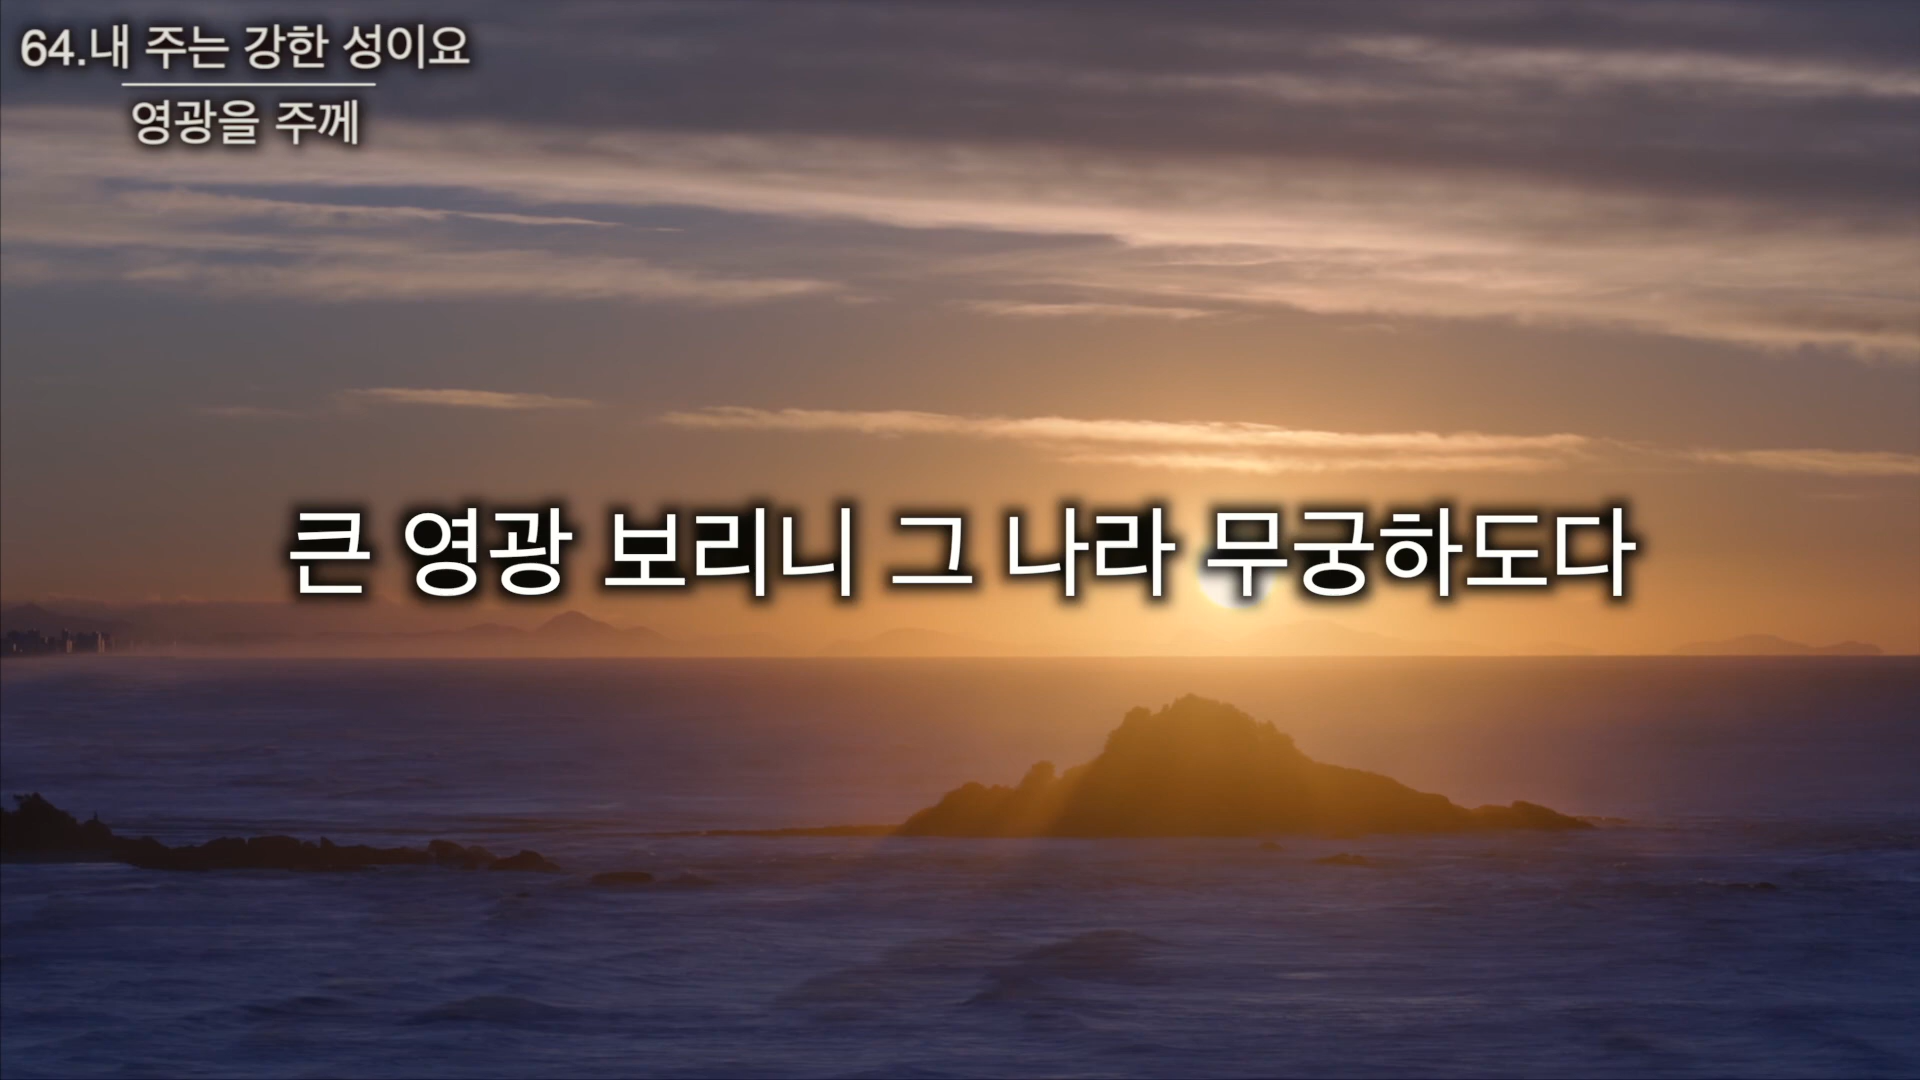 64.내 주는 강한 성이요
영광을 주께
큰 영광 보리니 그 나라 무궁하도다